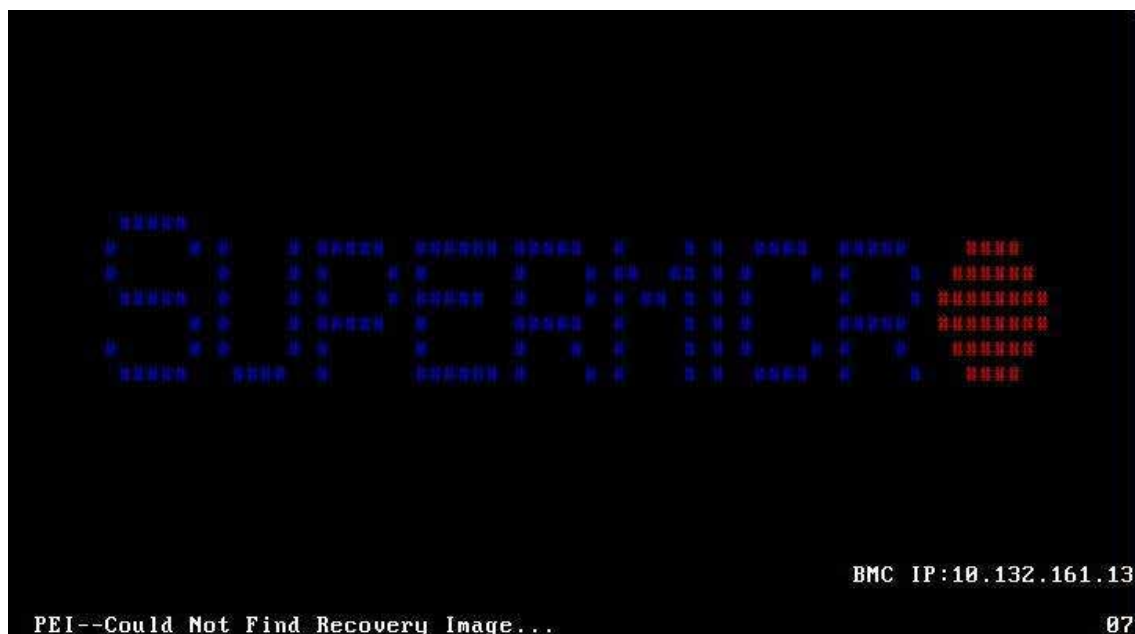 SUPERMICR●
BMC IP:10.132.161.13
PEI--Could Not Find Recovery Image...
07